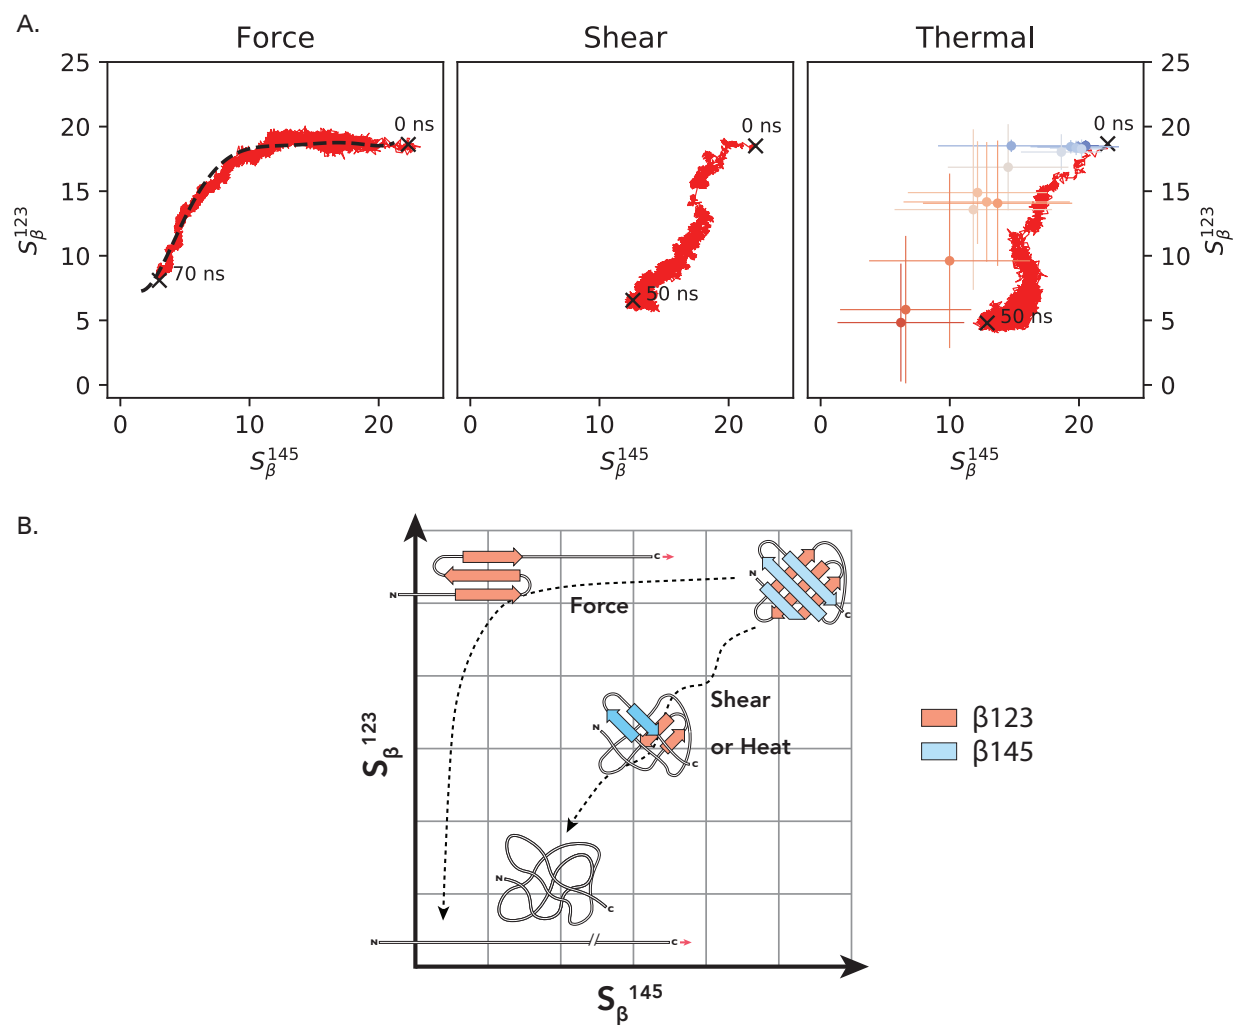 A.
Force Shear Thermal
25 25
20 20
15 15
10 10
5 5
0 0
0 ns 0 ns 0 ns
70 ns 50 ns 50 ns
0 10 20 0 10 20 0 10 20
S_β^123 S_β^123
S_β^145 S_β^145 S_β^145
B.
C
N
Force
N
C
Shear
N
or Heat
C
N
C
N C
S_β^123
S_β^145
β123
β145